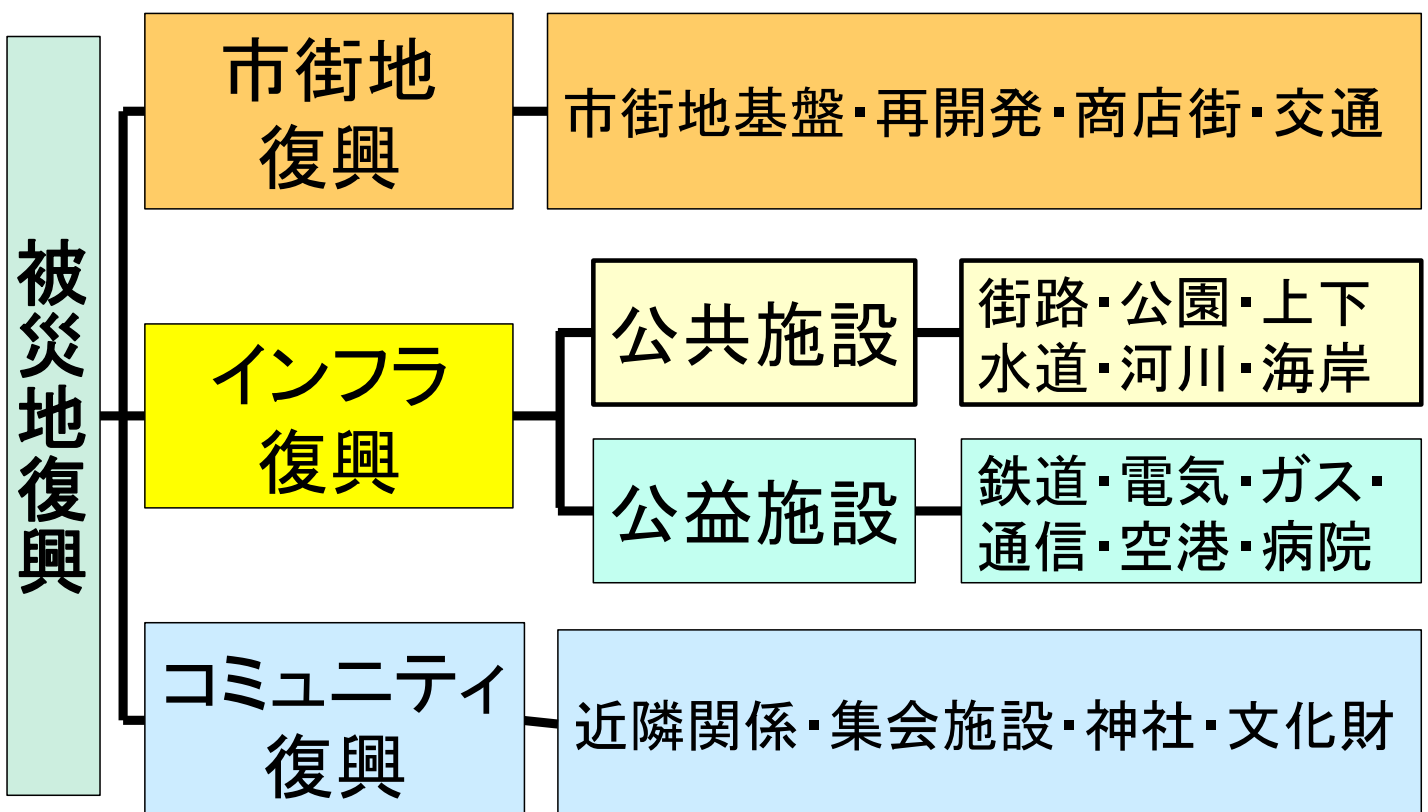 被災地復興
市街地
復興
市街地基盤・再開発・商店街・交通
インフラ
復興
公共施設
街路・公園・上下
水道・河川・海岸
公益施設
鉄道・電気・ガス・
通信・空港・病院
コミュニティ
復興
近隣関係・集会施設・神社・文化財